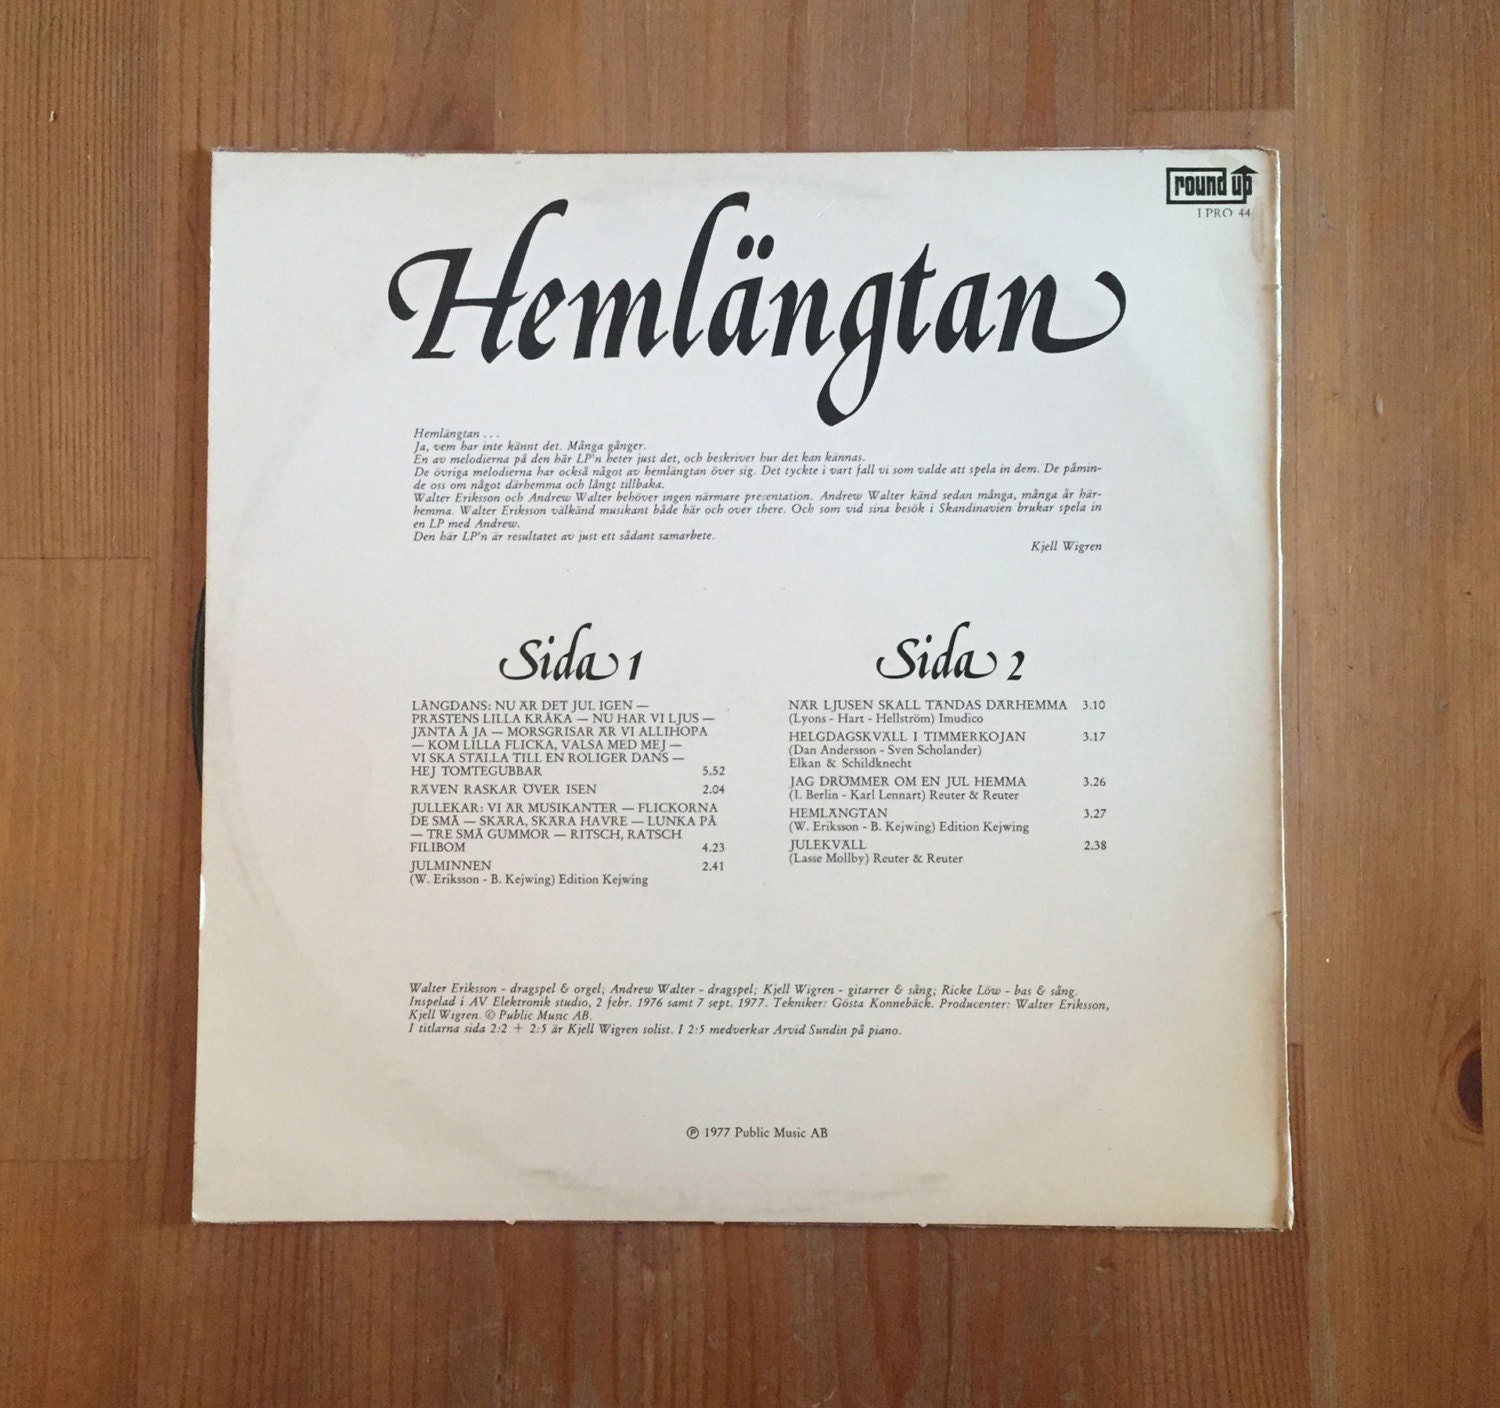 round up
LPRO 44
Hemlängtan
Hemlängtan . . .
Ja, vem har inte kännt det. Många gånger.
En av melodierna på den här LP'n heter just det, och beskriver hur det kan kännas.
De övriga melodierna har också något av hemlängtan över sig. Det tyckte i vart fall vi som valde att spela in dem. De påmin-
de oss om något därhemma och långt tillbaka.
Walter Eriksson och Andrew Walter behöver ingen närmare presentation. Andrew Walter känd sedan många, många år här-
hemma. Walter Eriksson välkänd musikant både här och over there. Och som vid sina besök i Skandinavien brukar spela in
en LP med Andrew.
Den här LP'n är resultatet av just ett sådant samarbete.
Kjell Wigren
Sida 1
LÅNGDANS: NU ÄR DET JUL IGEN —
PRÄSTENS LILLA KRÅKA — NU HAR VI LJUS —
JÄNTA Å JA — MORSGRISAR ÄR VI ALLIHOPA
— KOM LILLA FLICKA, VALSA MED MEJ —
VI SKA STÄLLA TILL EN ROLIGER DANS —
HEJ TOMTEGUBBAR 5.52
RÄVEN RASKAR ÖVER ISEN 2.04
JULLEKAR: VI ÄR MUSIKANTER — FLICKORNA
DE SMÅ — SKÄRA, SKÄRA HAVRE — LUNKA PÅ
— TRE SMÅ GUMMOR — RITSCH, RATSCH
FILIBOM 4.23
JULMINNEN 2.41
(W. Eriksson - B. Kejwing) Edition Kejwing
Sida 2
NÄR LJUSEN SKALL TÄNDAS DÄRHEMMA 3.10
(Lyons - Hart - Hellström) Imudico
HELGDAGSKVÄLL I TIMMERKOJAN 3.17
(Dan Andersson - Sven Scholander)
Elkan & Schildknecht
JAG DRÖMMER OM EN JUL HEMMA 3.26
(I. Berlin - Karl Lennart) Reuter & Reuter
HEMLÄNGTAN 3.27
(W. Eriksson - B. Kejwing) Edition Kejwing
JULEKVÄLL 2.38
(Lasse Mollby) Reuter & Reuter
Walter Eriksson - dragspel & orgel; Andrew Walter - dragspel; Kjell Wigren - gitarrer & sång; Ricke Löw - bas & sång.
Inspelad i AV Elektronik studio, 2 febr. 1976 samt 7 sept. 1977. Tekniker: Gösta Konnebäck. Producenter: Walter Eriksson,
Kjell Wigren. © Public Music AB.
I titlarna sida 2:2 + 2:5 är Kjell Wigren solist. I 2:5 medverkar Arvid Sundin på piano.
℗ 1977 Public Music AB